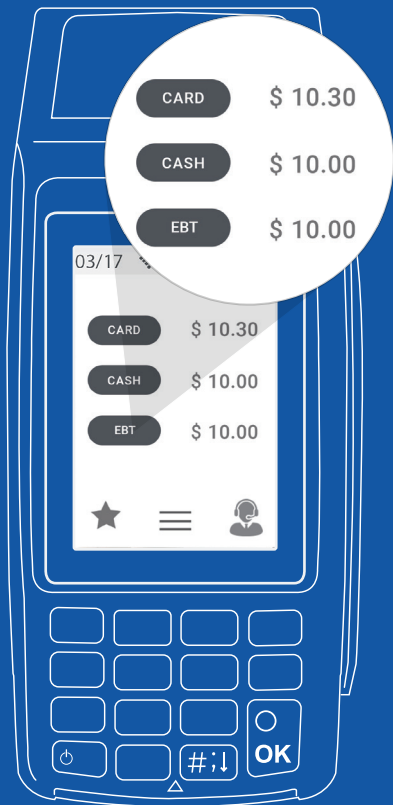 CARD $ 10.30
CASH $ 10.00
EBT $ 10.00
03/17
CARD $ 10.30
CASH $ 10.00
EBT $ 10.00
#;↓
OK